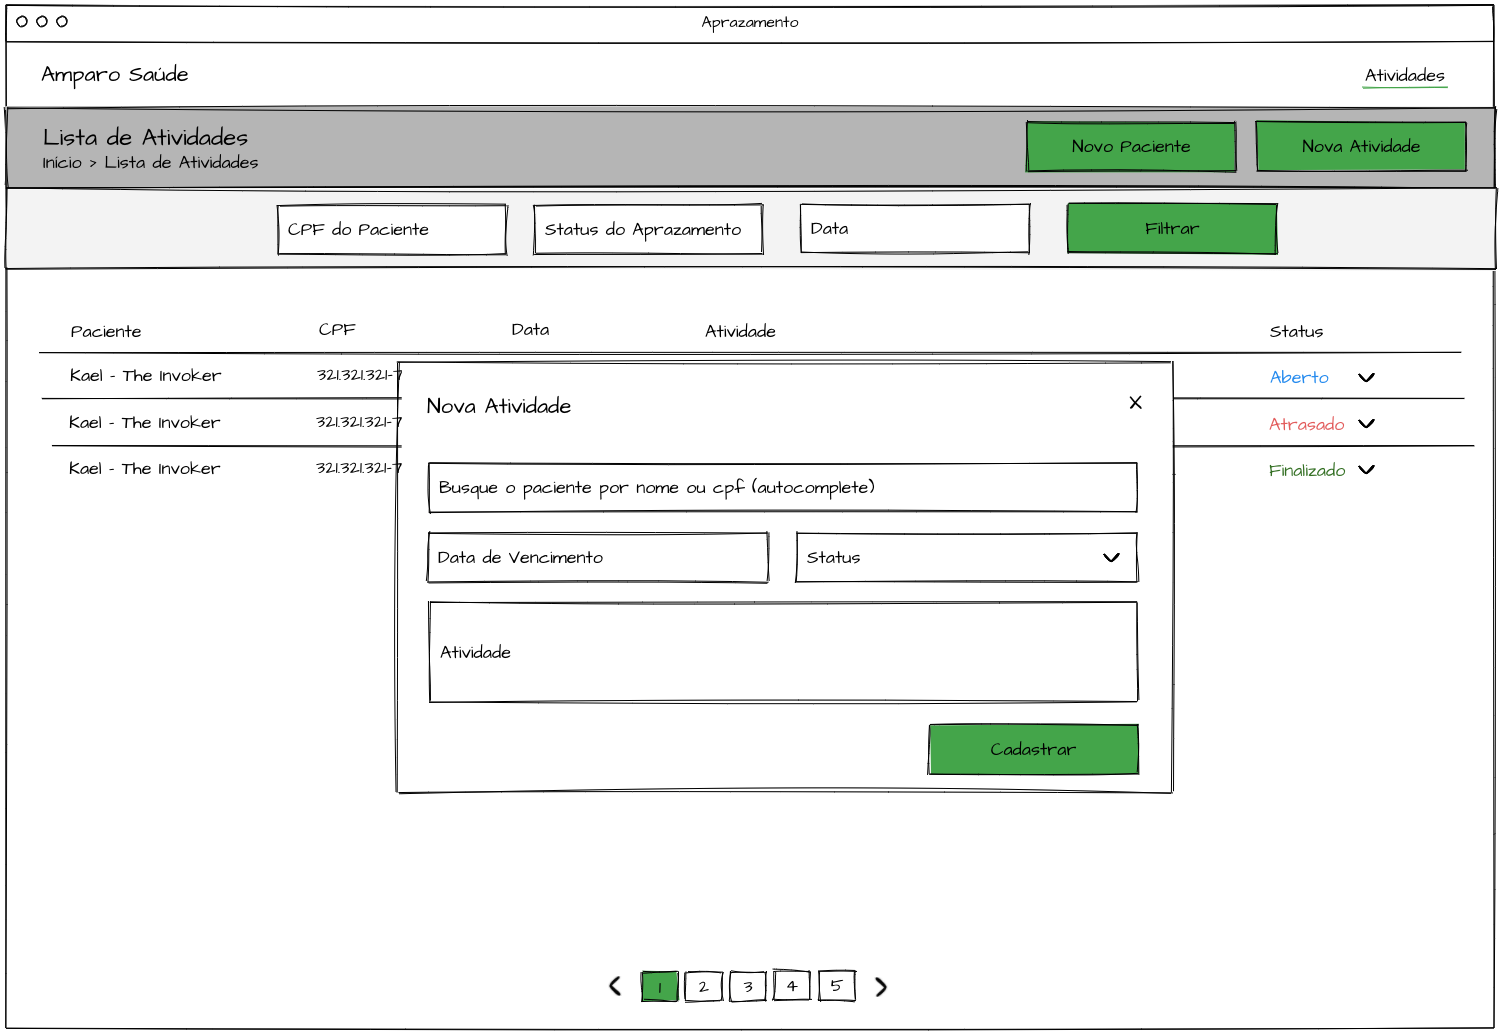 Aprazamento
Amparo Saúde
Atividades
Lista de Atividades
Início > Lista de Atividades
Novo Paciente
Nova Atividade
CPF do Paciente
Status do Aprazamento
Data
Filtrar
Paciente CPF Data Atividade Status
Kael - The Invoker 321.321.321-7 Aberto
Kael - The Invoker 321.321.321-7 Atrasado
Kael - The Invoker 321.321.321-7 Finalizado
Nova Atividade X
Busque o paciente por nome ou cpf (autocomplete)
Data de Vencimento
Status
Atividade
Cadastrar
< 1 2 3 4 5 >